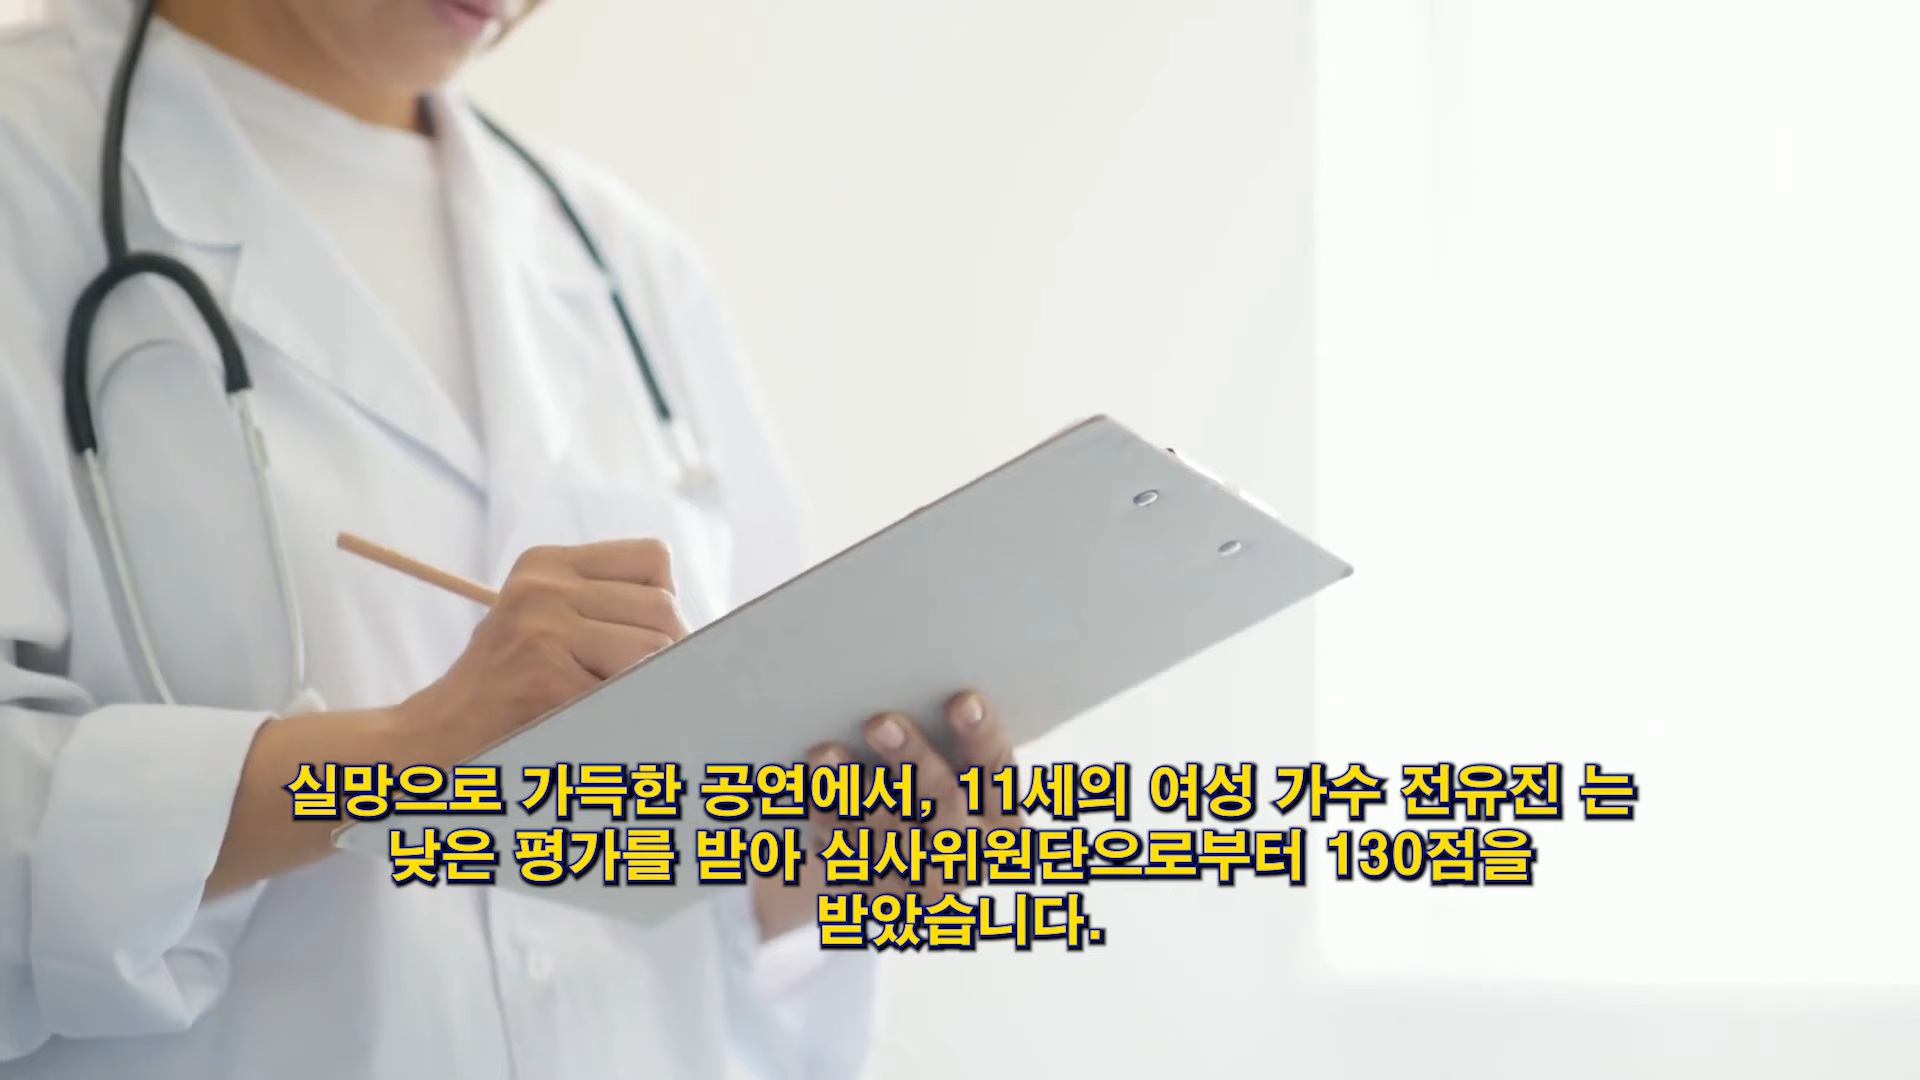 실망으로 가득한 공연에서, 11세의 여성 가수 전유진 는
낮은 평가를 받아 심사위원단으로부터 130점을
받았습니다.